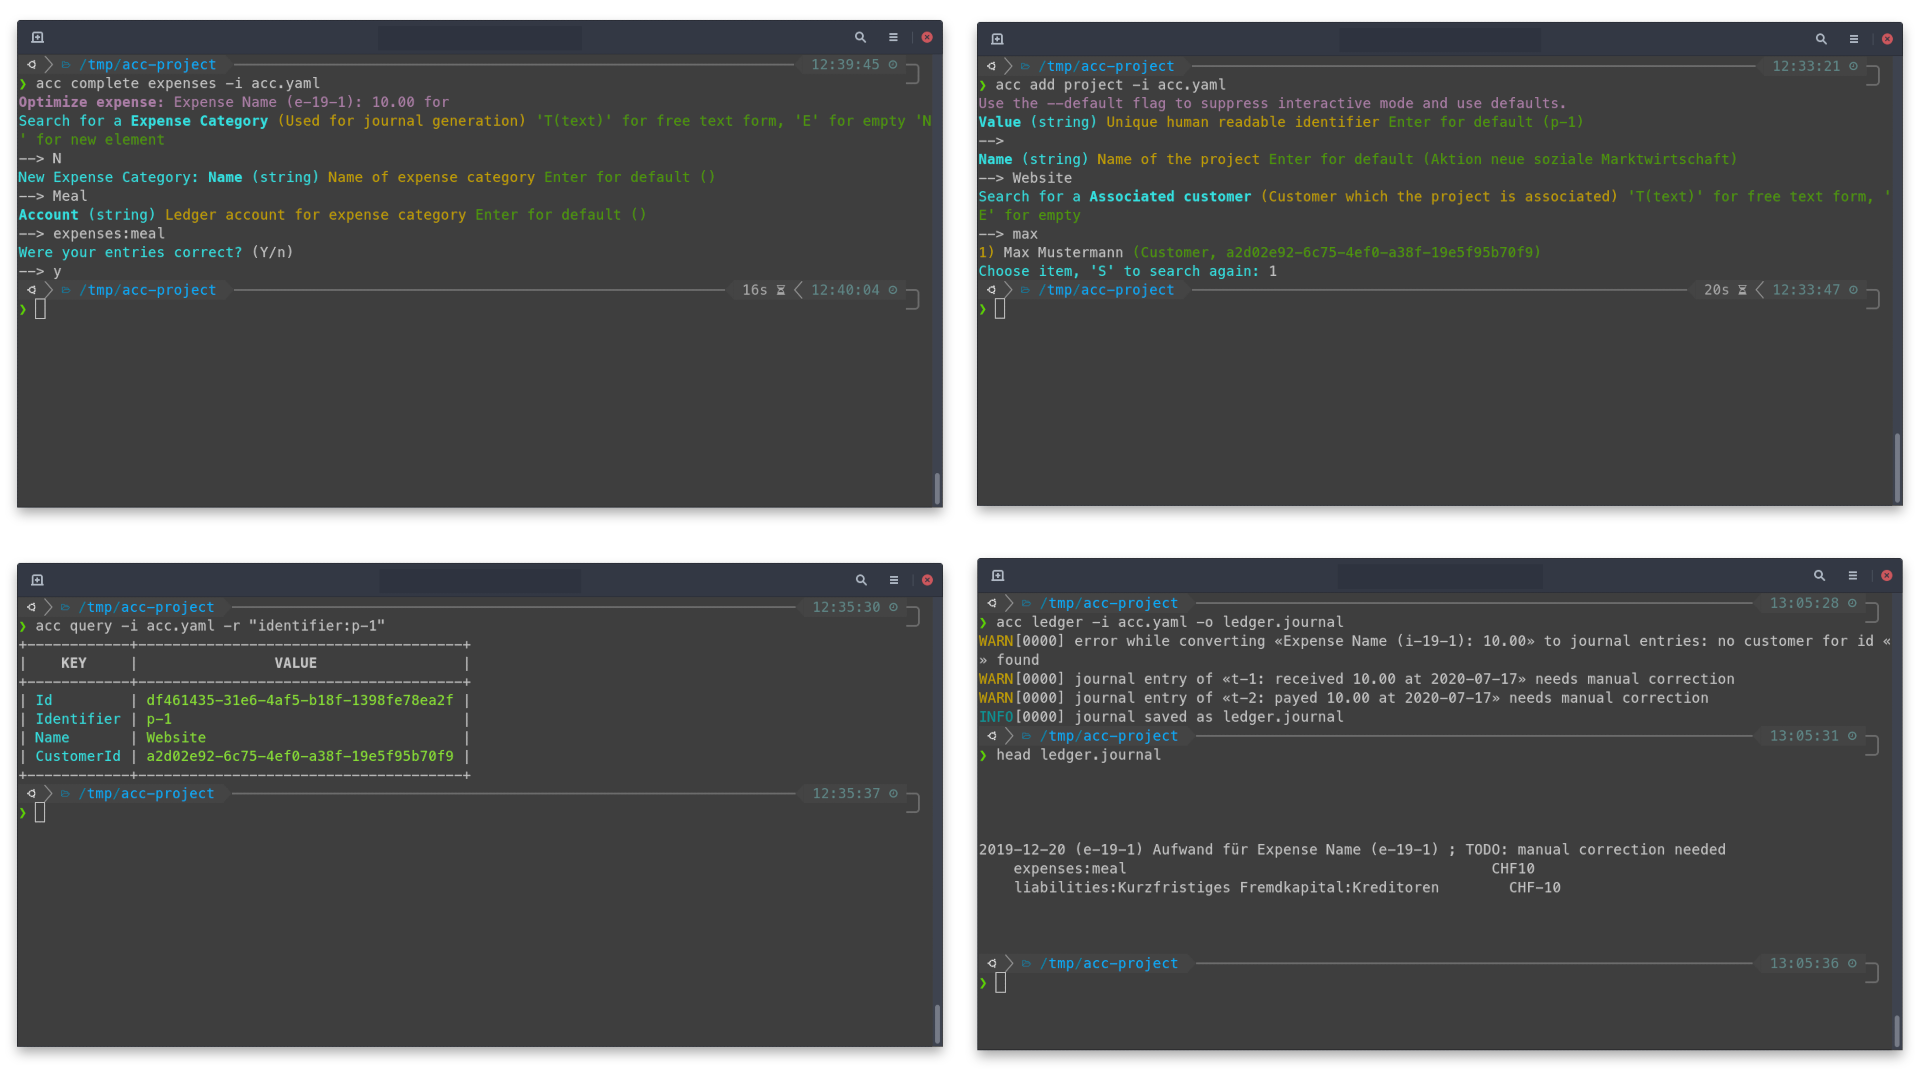 /tmp/acc-project 12:39:45
❯ acc complete expenses -i acc.yaml
Optimize expense: Expense Name (e-19-1): 10.00 for
Search for a Expense Category (Used for journal generation) 'T(text)' for free text form, 'E' for empty 'N
' for new element
--> N
New Expense Category: Name (string) Name of expense category Enter for default ()
--> Meal
Account (string) Ledger account for expense category Enter for default ()
--> expenses:meal
Were your entries correct? (Y/n)
--> y
/tmp/acc-project 16s 12:40:04
❯
/tmp/acc-project 12:33:21
❯ acc add project -i acc.yaml
Use the --default flag to suppress interactive mode and use defaults.
Value (string) Unique human readable identifier Enter for default (p-1)
-->
Name (string) Name of the project Enter for default (Aktion neue soziale Marktwirtschaft)
--> Website
Search for a Associated customer (Customer which the project is associated) 'T(text)' for free text form, '
E' for empty
--> max
1) Max Mustermann (Customer, a2d02e92-6c75-4ef0-a38f-19e5f95b70f9)
Choose item, 'S' to search again: 1
/tmp/acc-project 20s 12:33:47
❯
/tmp/acc-project 12:35:30
❯ acc query -i acc.yaml -r "identifier:p-1"
+------------+--------------------------------------+
| KEY | VALUE |
+------------+--------------------------------------+
| Id | df461435-31e6-4af5-b18f-1398fe78ea2f |
| Identifier | p-1 |
| Name | Website |
| CustomerId | a2d02e92-6c75-4ef0-a38f-19e5f95b70f9 |
+------------+--------------------------------------+
/tmp/acc-project 12:35:37
❯
/tmp/acc-project 13:05:28
❯ acc ledger -i acc.yaml -o ledger.journal
WARN[0000] error while converting «Expense Name (i-19-1): 10.00» to journal entries: no customer for id «
» found
WARN[0000] journal entry of «t-1: received 10.00 at 2020-07-17» needs manual correction
WARN[0000] journal entry of «t-2: payed 10.00 at 2020-07-17» needs manual correction
INFO[0000] journal saved as ledger.journal
/tmp/acc-project 13:05:31
❯ head ledger.journal
2019-12-20 (e-19-1) Aufwand für Expense Name (e-19-1) ; TODO: manual correction needed
expenses:meal CHF10
liabilities:Kurzfristiges Fremdkapital:Kreditoren CHF-10
/tmp/acc-project 13:05:36
❯